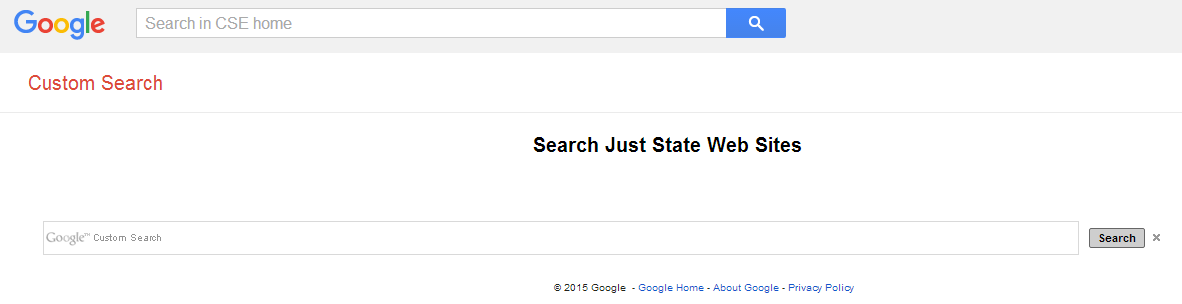 Google Search in CSE home
Custom Search
Search Just State Web Sites
Google™ Custom Search Search ×
© 2015 Google - Google Home - About Google - Privacy Policy